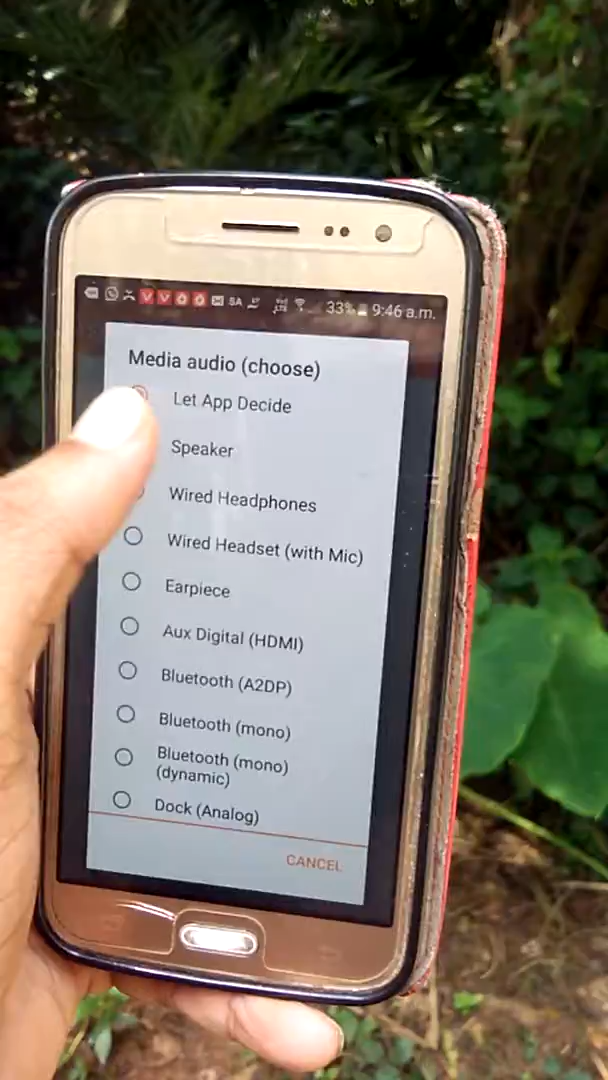 SA 33% 9:46 a.m.
Media audio (choose)
Let App Decide
Speaker
Wired Headphones
Wired Headset (with Mic)
Earpiece
Aux Digital (HDMI)
Bluetooth (A2DP)
Bluetooth (mono)
Bluetooth (mono)
(dynamic)
Dock (Analog)
CANCEL